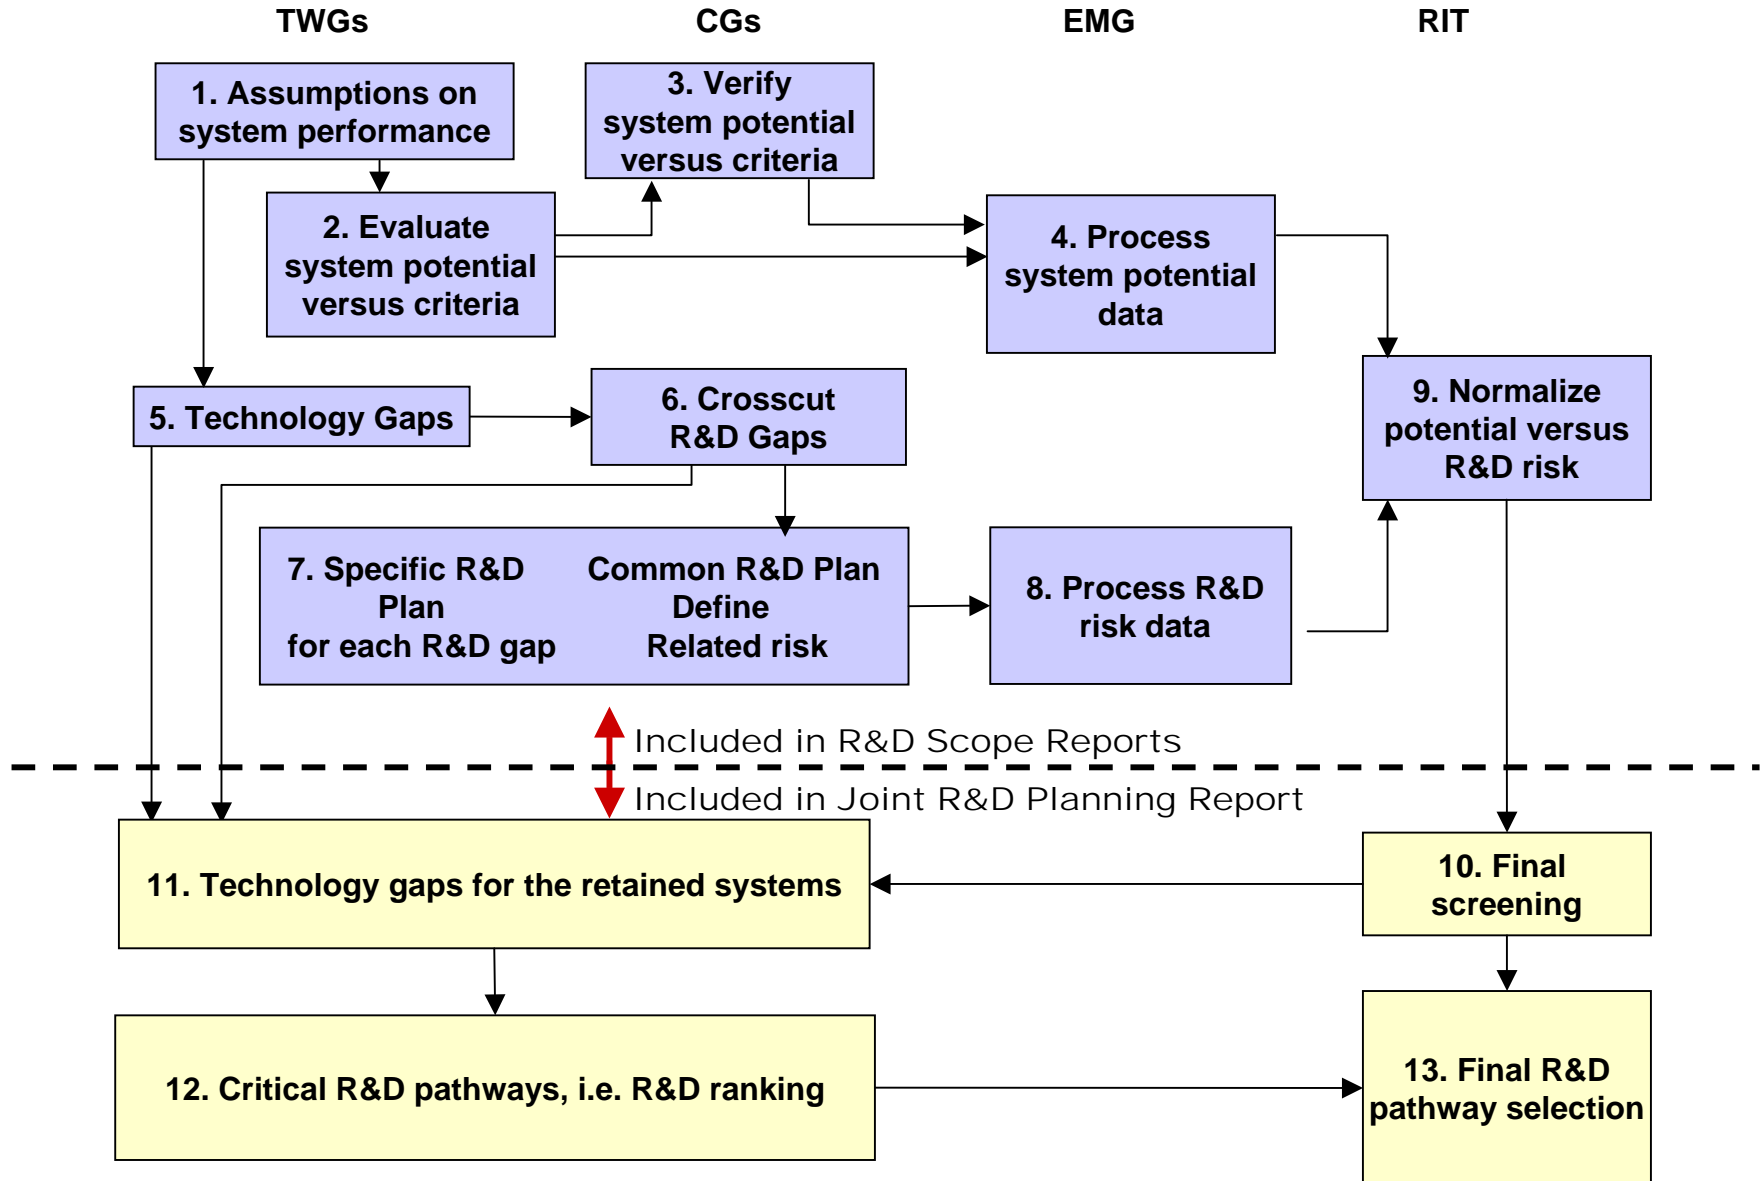 TWGs CGs EMG RIT
1. Assumptions on
system performance
3. Verify
system potential
versus criteria
2. Evaluate
system potential
versus criteria
4. Process
system potential
data
5. Technology Gaps
6. Crosscut
R&D Gaps
9. Normalize
potential versus
R&D risk
7. Specific R&D
Plan
for each R&D gap
Common R&D Plan
Define
Related risk
8. Process R&D
risk data
Included in R&D Scope Reports
Included in Joint R&D Planning Report
11. Technology gaps for the retained systems
10. Final
screening
12. Critical R&D pathways, i.e. R&D ranking
13. Final R&D
pathway selection